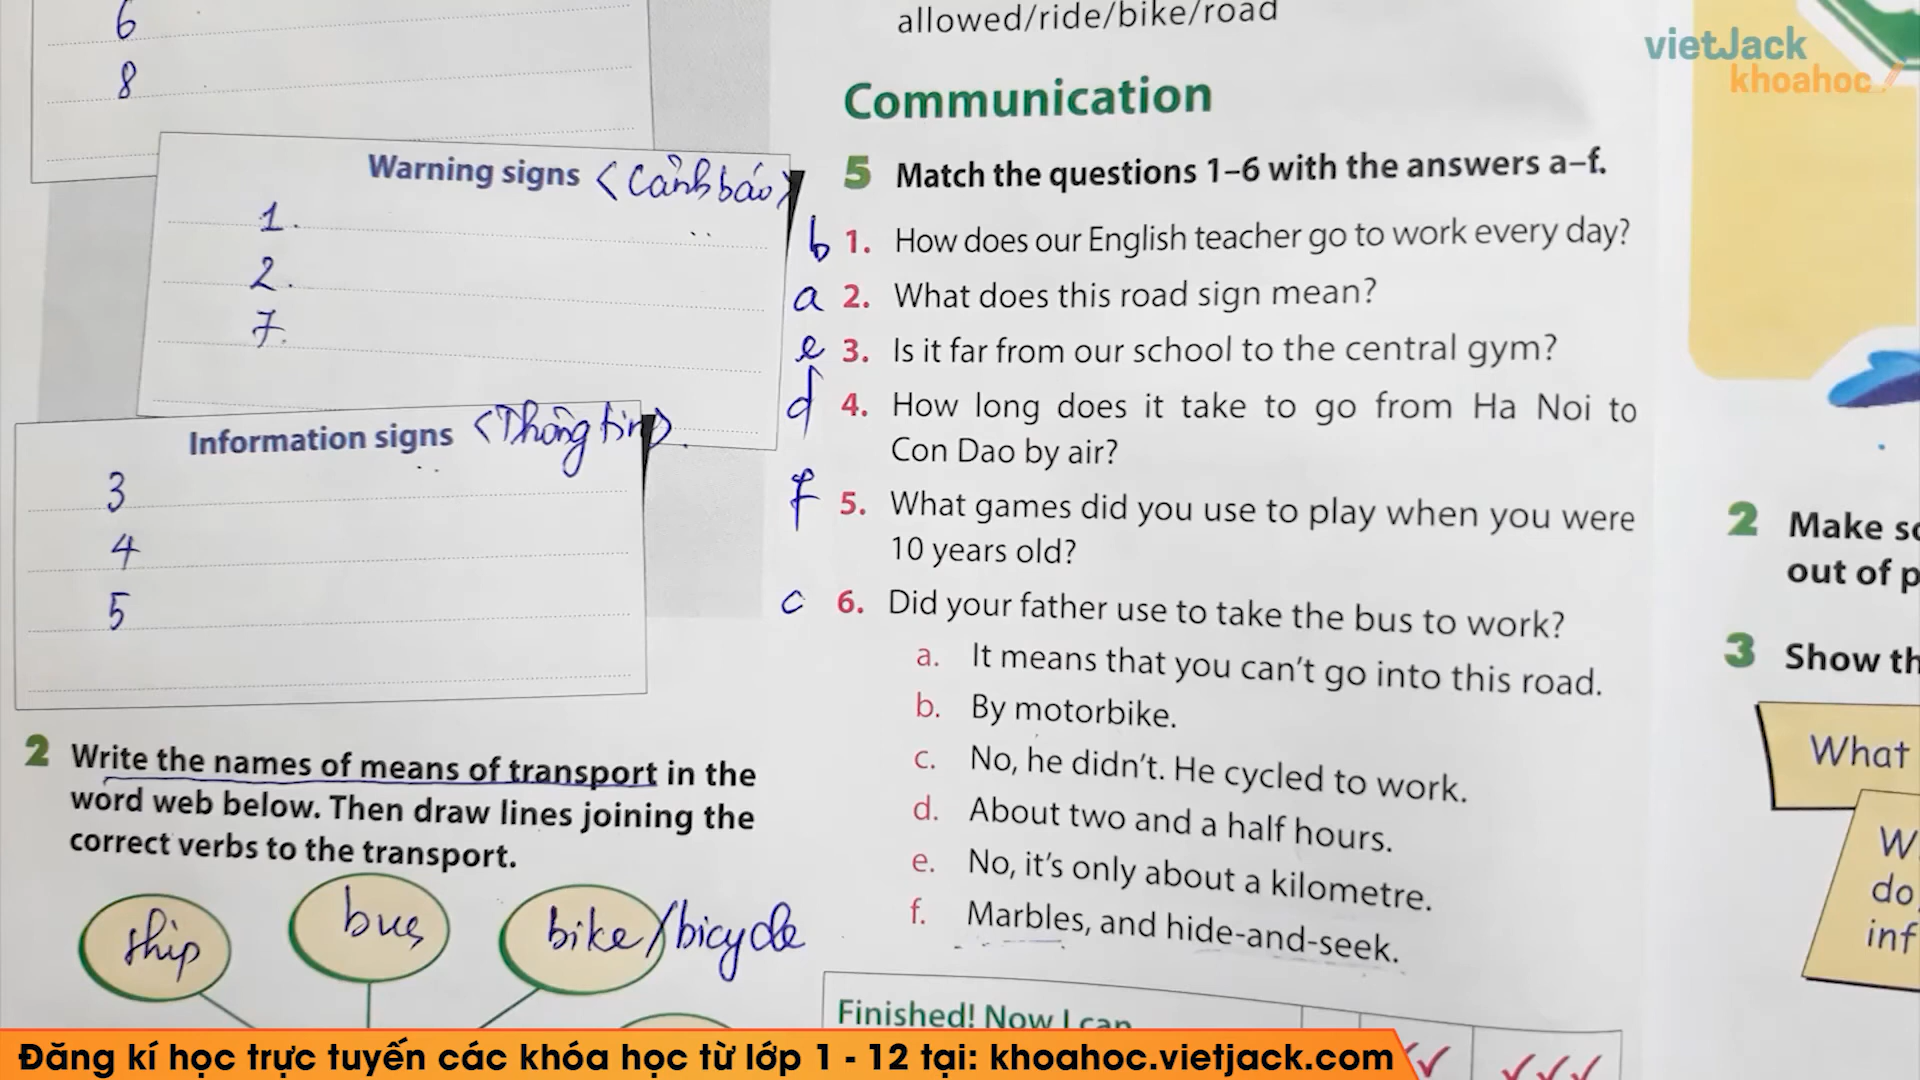 6
8
Warning signs <Cảnh báo>
1.
2.
7.
Information signs <Thông tin>.
3
4
5
2 Write the names of means of transport in the
word web below. Then draw lines joining the
correct verbs to the transport.
ship
bus
bike/bicycle
allowed/ride/bike/road
Communication
5 Match the questions 1–6 with the answers a–f.
b 1. How does our English teacher go to work every day?
a 2. What does this road sign mean?
e 3. Is it far from our school to the central gym?
d 4. How long does it take to go from Ha Noi to
Con Dao by air?
f 5. What games did you use to play when you were
10 years old?
c 6. Did your father use to take the bus to work?
a. It means that you can't go into this road.
b. By motorbike.
c. No, he didn't. He cycled to work.
d. About two and a half hours.
e. No, it's only about a kilometre.
f. Marbles, and hide-and-seek.
Finished! Now I can
vietJack
khoahoc
2 Make
out of
3 Show
What
do
Đăng kí học trực tuyến các khóa học từ lớp 1 - 12 tại: khoahoc.vietjack.com